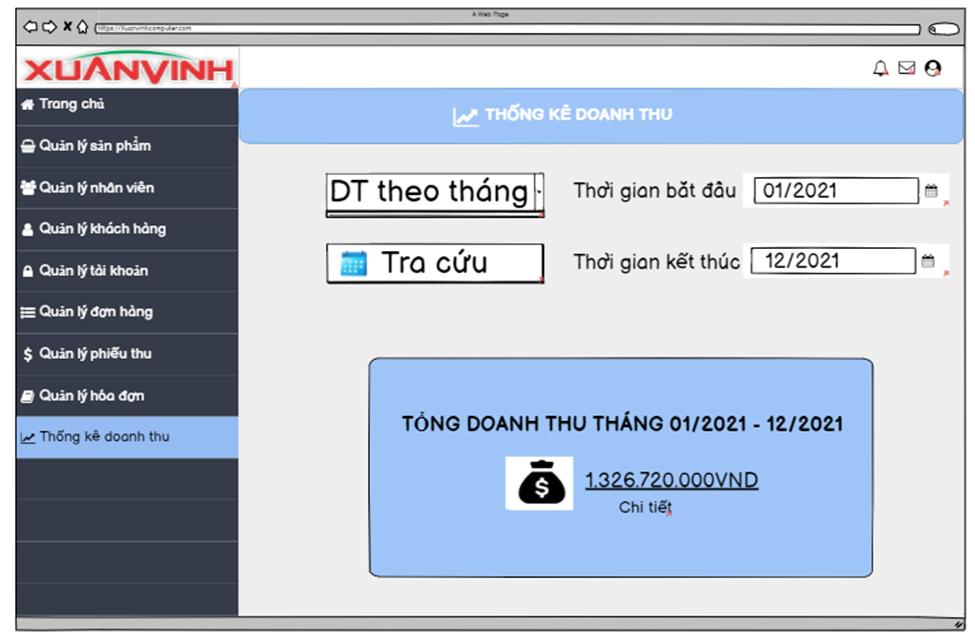 A Web Page
https://Xuanvinhcomputer.com
XUÂNVINH
Trang chủ
Quản lý sản phẩm
Quản lý nhân viên
Quản lý khách hàng
Quản lý tài khoản
Quản lý đơn hàng
Quản lý phiếu thu
Quản lý hóa đơn
Thống kê doanh thu
THỐNG KÊ DOANH THU
DT theo tháng
Thời gian bắt đầu
01/2021
Tra cứu
Thời gian kết thúc
12/2021
TỔNG DOANH THU THÁNG 01/2021 - 12/2021
1.326.720.000VND
Chi tiết